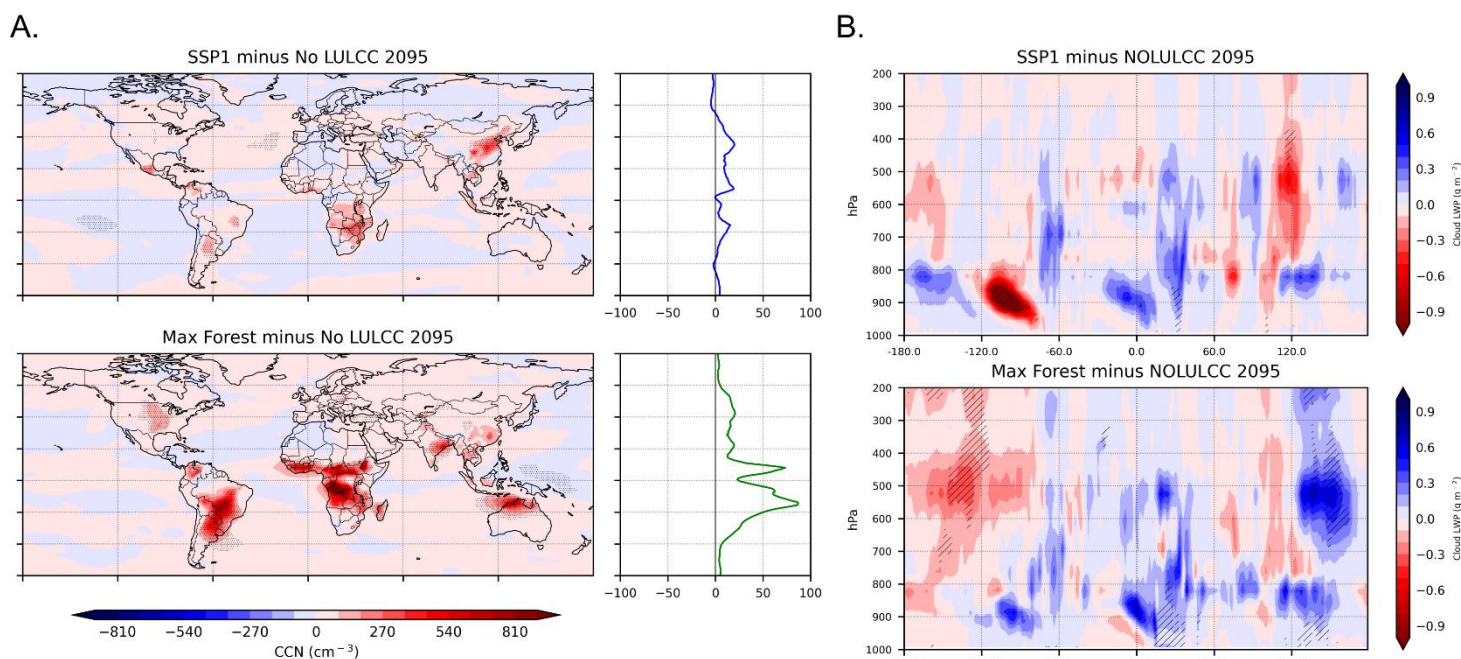 A.
SSP1 minus No LULCC 2095
−100 −50 0 50 100
Max Forest minus No LULCC 2095
−100 −50 0 50 100
−810 −540 −270 0 270 540 810
CCN (cm⁻³)
B.
SSP1 minus NOLULCC 2095
200
300
400
500
600
700
800
900
1000
hPa
-180.0 -120.0 -60.0 0.0 60.0 120.0
0.9
0.6
0.3
0.0
−0.3
−0.6
−0.9
Cloud LWP (g m⁻²)
Max Forest minus NOLULCC 2095
200
300
400
500
600
700
800
900
1000
hPa
0.9
0.6
0.3
0.0
−0.3
−0.6
−0.9
Cloud LWP (g m⁻²)